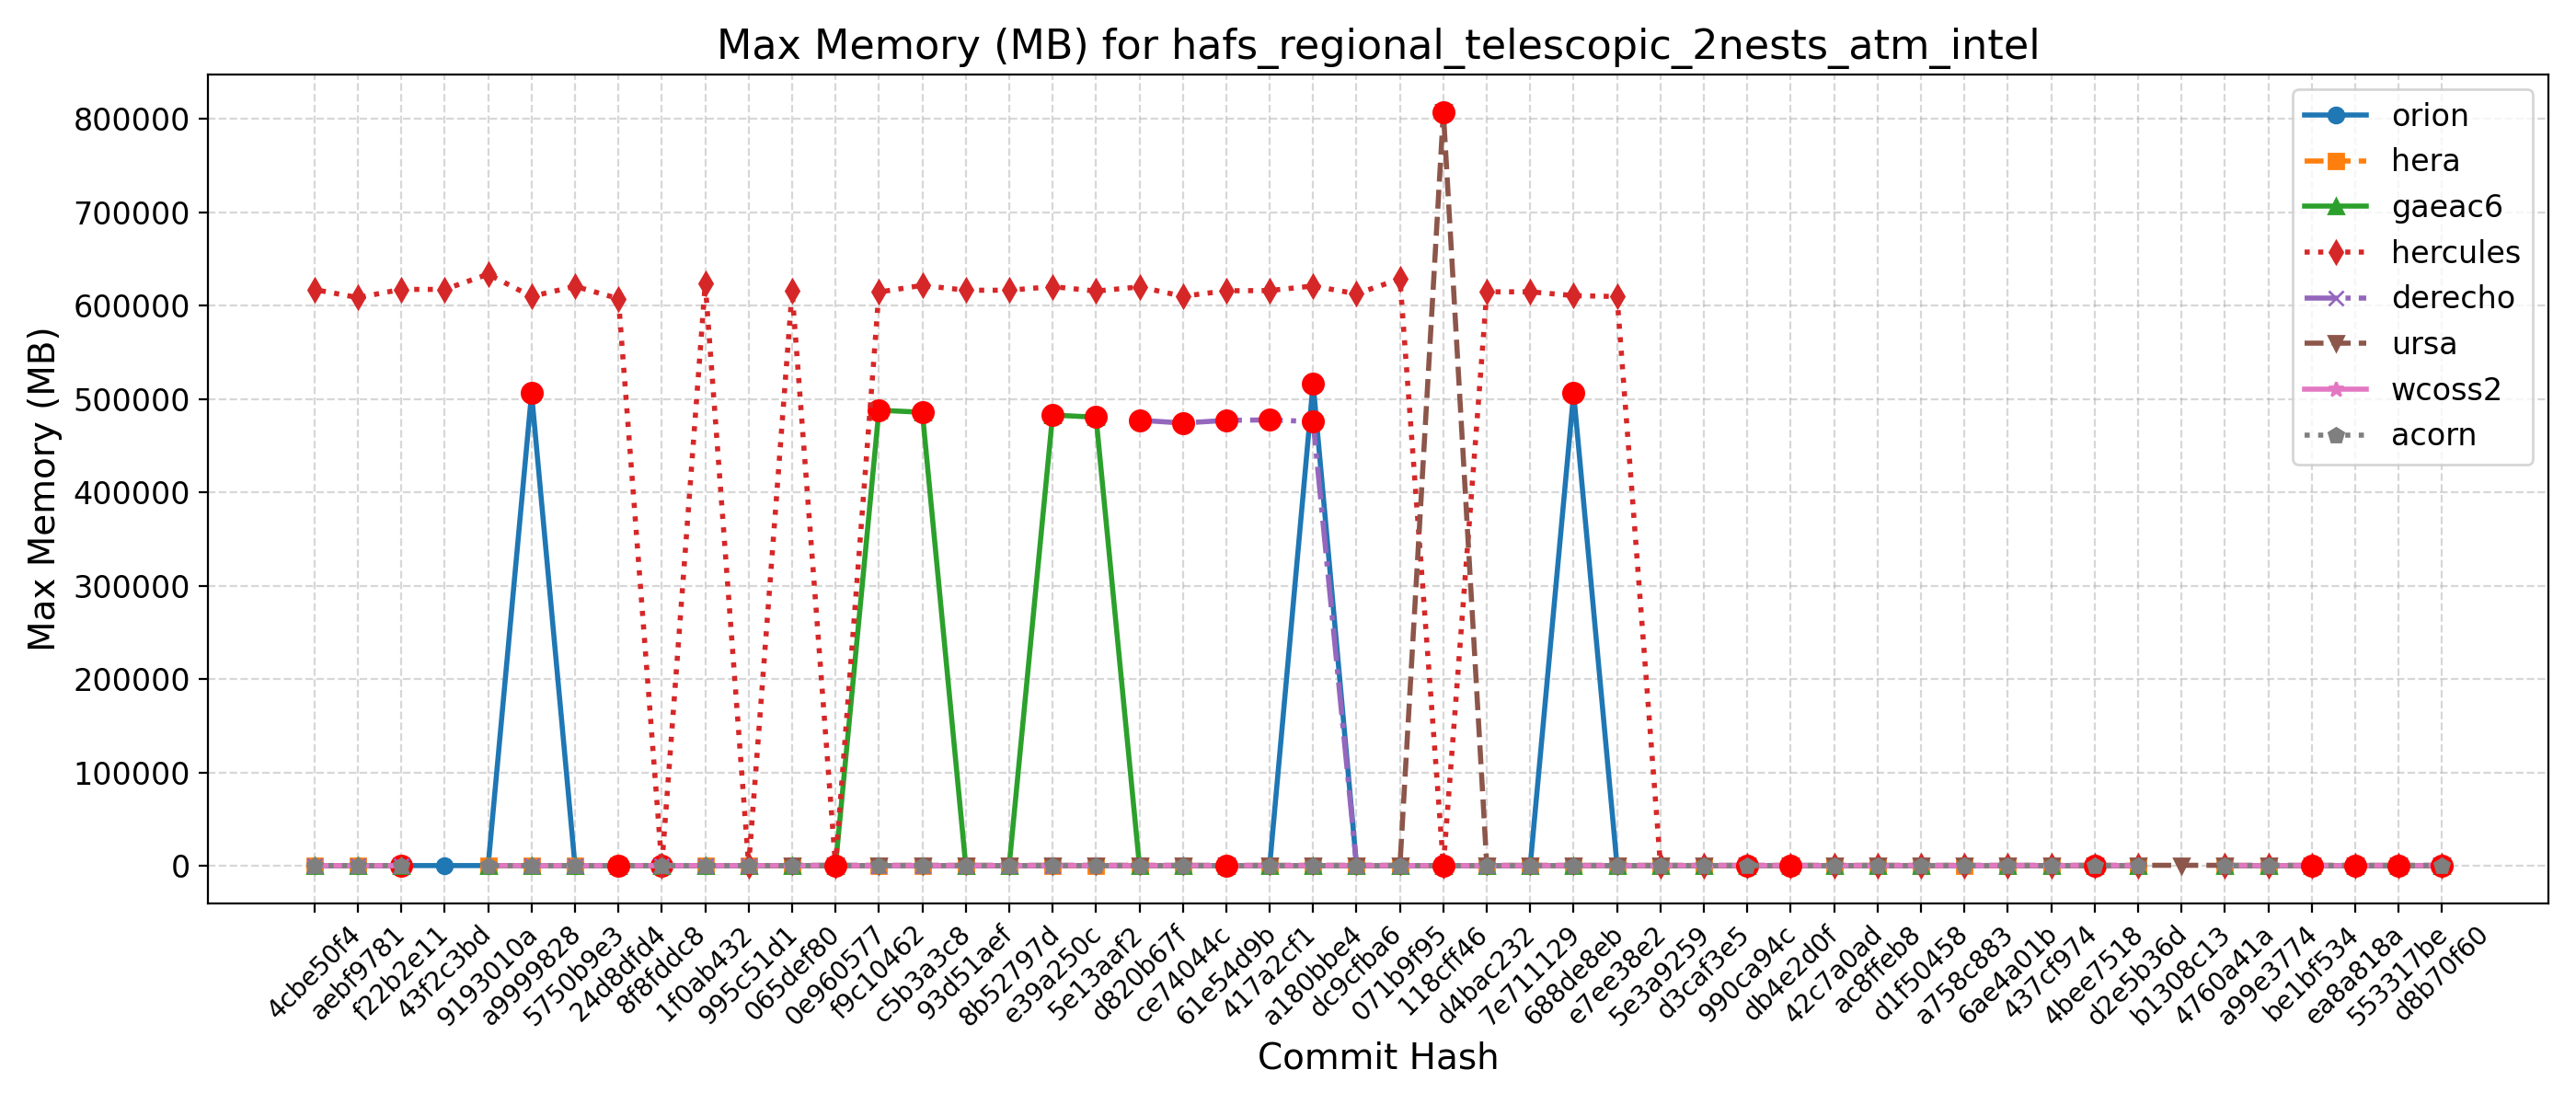 Max Memory (MB) for hafs_regional_telescopic_2nests_atm_intel
Max Memory (MB)
800000
700000
600000
500000
400000
300000
200000
100000
0
orion
hera
gaeac6
hercules
derecho
ursa
wcoss2
acorn
4cbe50f4
aebf9781
f22b2e11
43f2c3bd
9193010a
a9999828
5750b9e3
24d8dfd4
8f8fddc8
1f0ab432
995c51d1
065def80
0e960577
f9c10462
c5b3a3c8
93d51aef
8b52797d
e39a250c
5e13aaf2
d820b67f
ce74044c
61e54d9b
417a2cf1
a180bbe4
dc9cfba6
071b9f95
118cff46
d4bac232
7e711129
688de8eb
e7ee38e2
5e3a9259
d3caf3e5
990ca94c
db4e2d0f
42c7a0ad
ac8ffeb8
d1f50458
a758c883
6ae4a01b
437cf974
4bee7518
d2e5b36d
b1308c13
4760a41a
a99e3774
be1bf534
ea8a818a
553317be
d8b70f60
Commit Hash